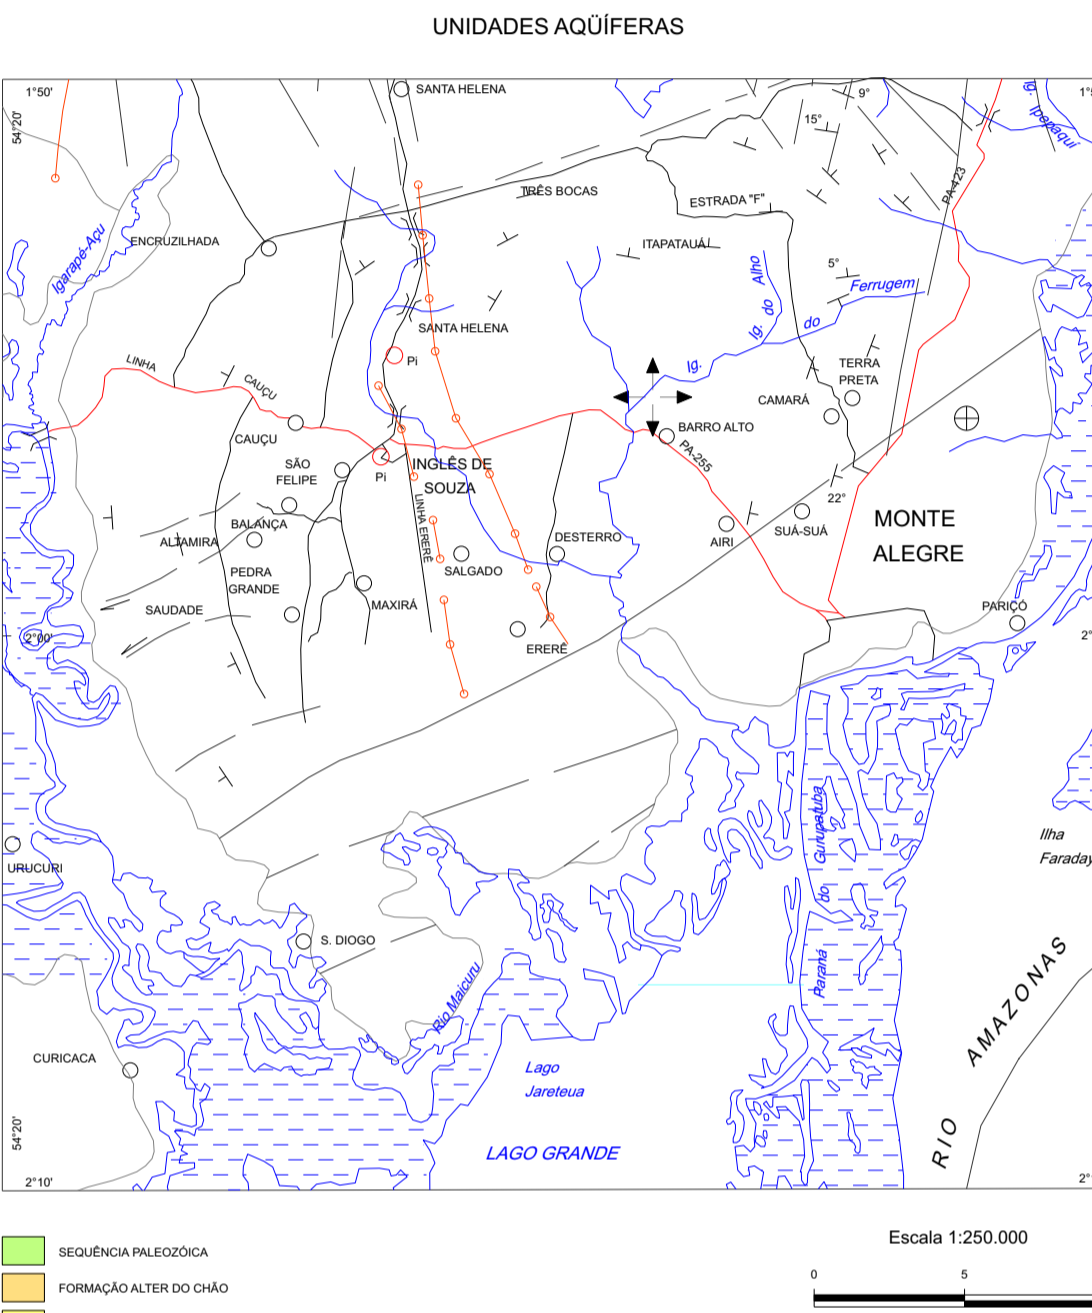 UNIDADES AQÜÍFERAS
1°50'
54°20'
SANTA HELENA
9°
15°
Ig. Ipepaqui
PA-423
TRÊS BOCAS
ESTRADA "F"
ENCRUZILHADA
Igarapé-Açu
ITAPATAUÁ
Ig. do Alho
5°
Ferrugem
do
Ig.
SANTA HELENA
Pi
LINHA
CAUÇU
TERRA
PRETA
CAMARÁ
CAUÇU
BARRO ALTO
PA-255
SÃO
FELIPE
Pi
INGLÊS DE
SOUZA
LINHA ERERÊ
22°
BALANÇA
ALTAMIRA
DESTERRO
AIRI
SUÁ-SUÁ
MONTE
ALEGRE
PEDRA
GRANDE
SALGADO
MAXIRÁ
SAUDADE
PARIÇÓ
2°00'
ERERÊ
Gurupatuba
do
Paraná
Ilha
Faraday
URUCURI
S. DIOGO
Rio Maicuru
AMAZONAS
RIO
CURICACA
Lago
Jareteua
54°20'
LAGO GRANDE
2°10'
Escala 1:250.000
SEQUÊNCIA PALEOZÓICA
0 5
FORMAÇÃO ALTER DO CHÃO